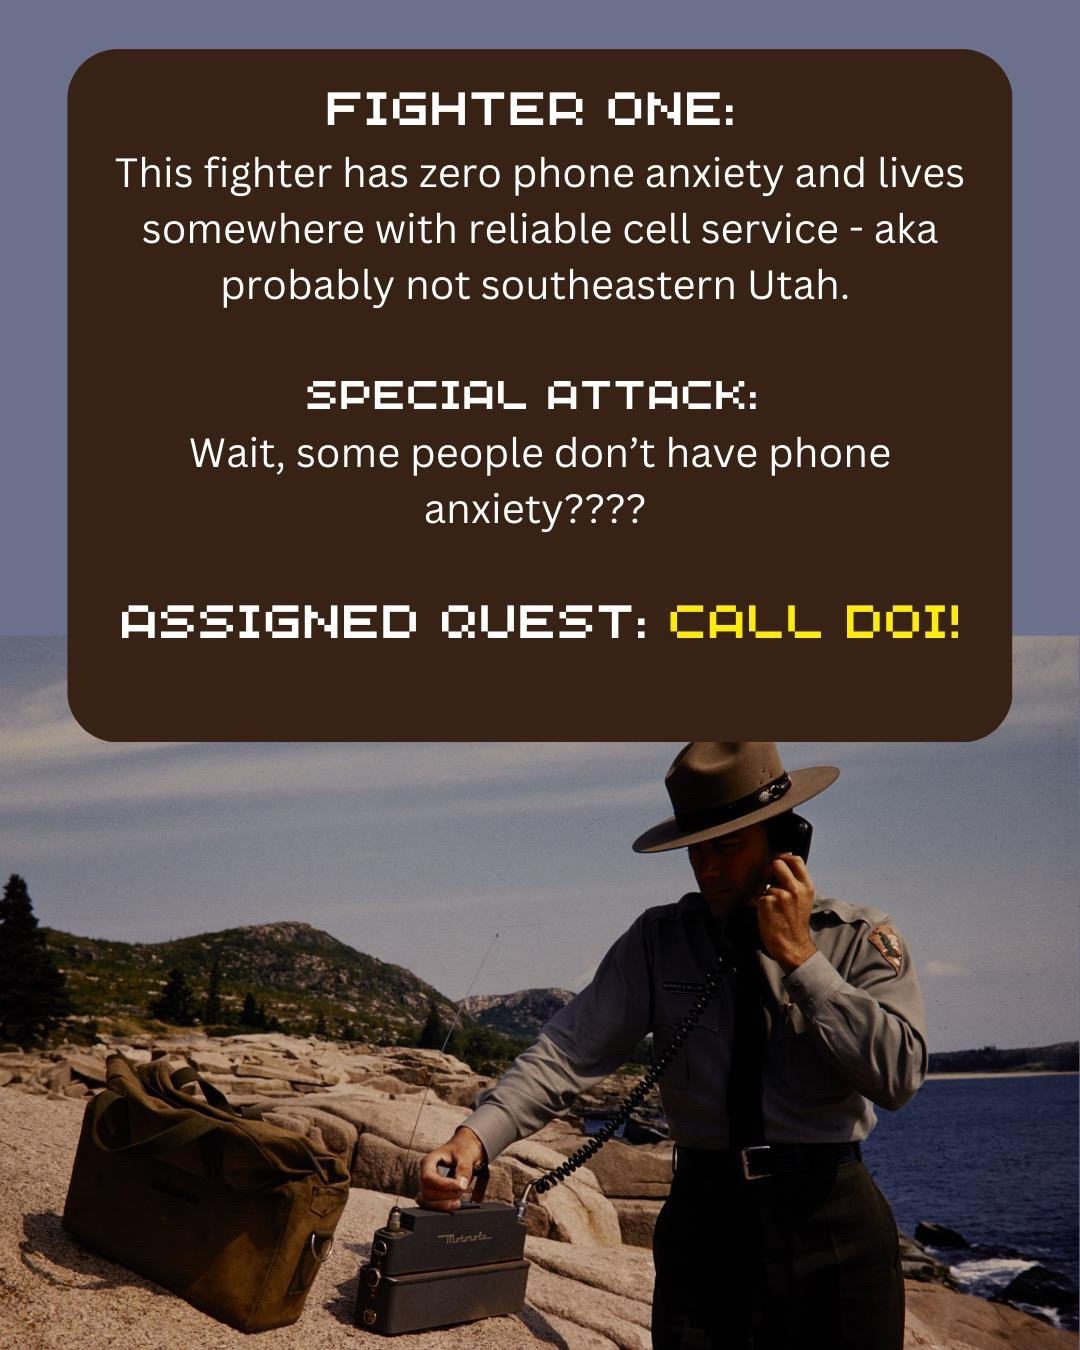 FIGHTER ONE:
This fighter has zero phone anxiety and lives
somewhere with reliable cell service - aka
probably not southeastern Utah.
SPECIAL ATTACK:
Wait, some people don’t have phone
anxiety????
ASSIGNED QUEST: CALL DOI!
Motorola